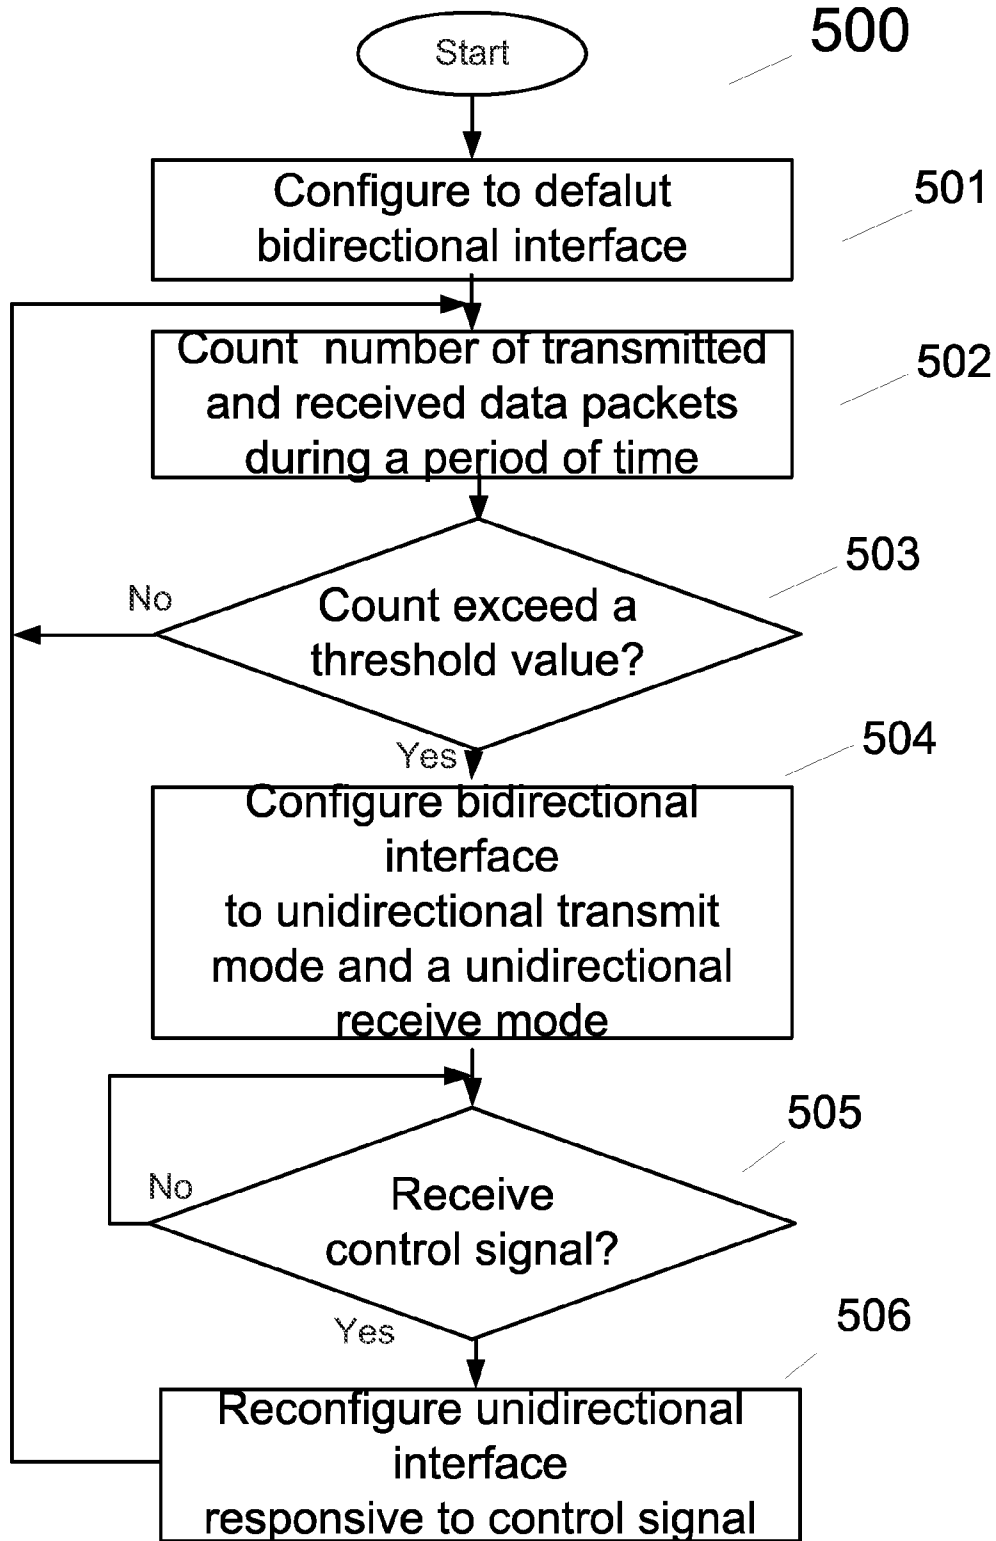 500
Start
501
Configure to defalut
bidirectional interface
502
Count number of transmitted
and received data packets
during a period of time
503
No
Count exceed a
threshold value?
504
Yes
Configure bidirectional
interface
to unidirectional transmit
mode and a unidirectional
receive mode
505
No
Receive
control signal?
506
Yes
Reconfigure unidirectional
interface
responsive to control signal